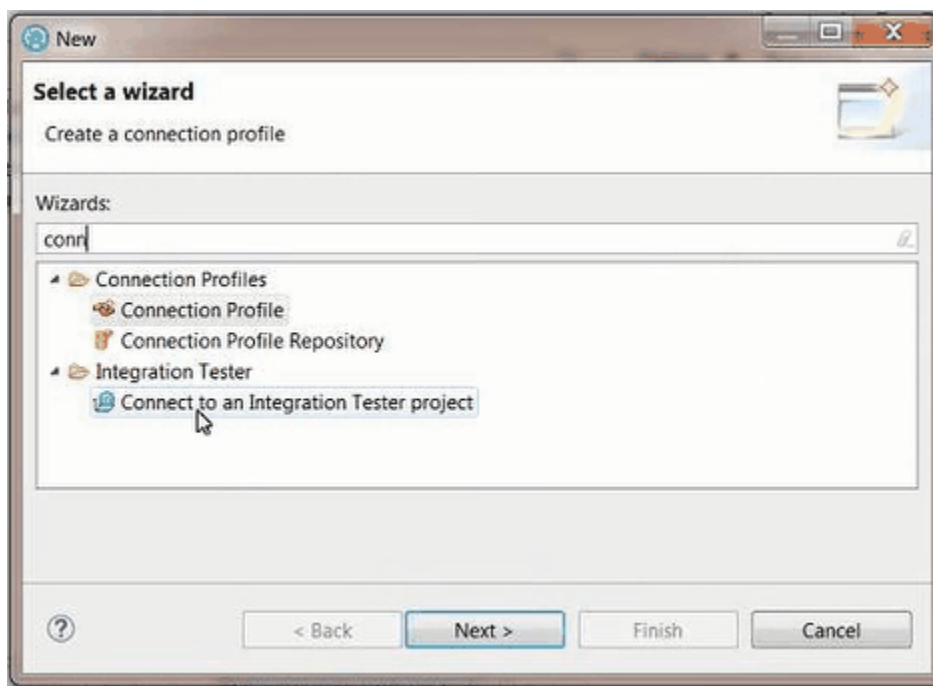 New
Select a wizard
Create a connection profile
Wizards:
conn
Connection Profiles
Connection Profile
Connection Profile Repository
Integration Tester
Connect to an Integration Tester project
?
< Back
Next >
Finish
Cancel